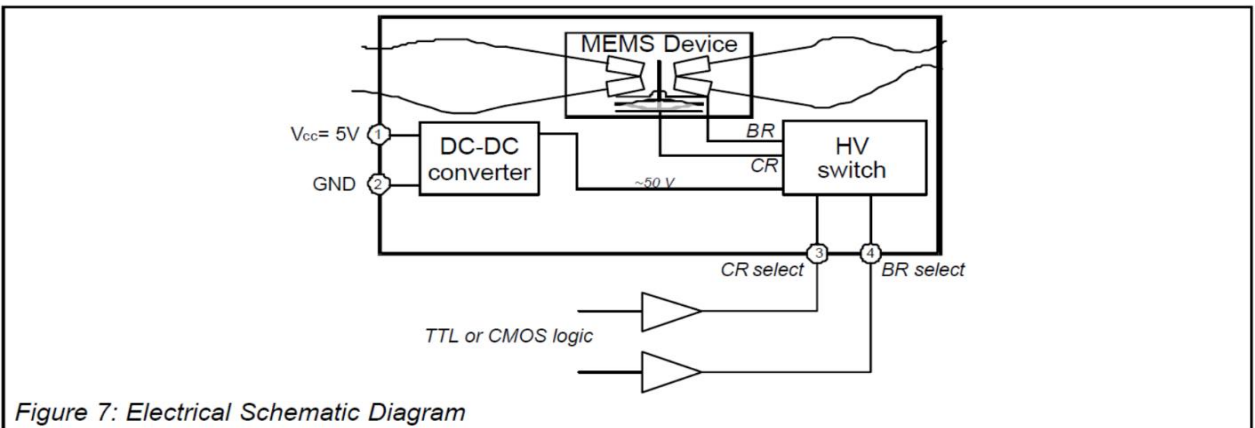 MEMS Device
Vcc= 5V 1
DC-DC
converter
GND 2
BR
CR
~50 V
HV
switch
3 4
CR select BR select
TTL or CMOS logic
Figure 7: Electrical Schematic Diagram